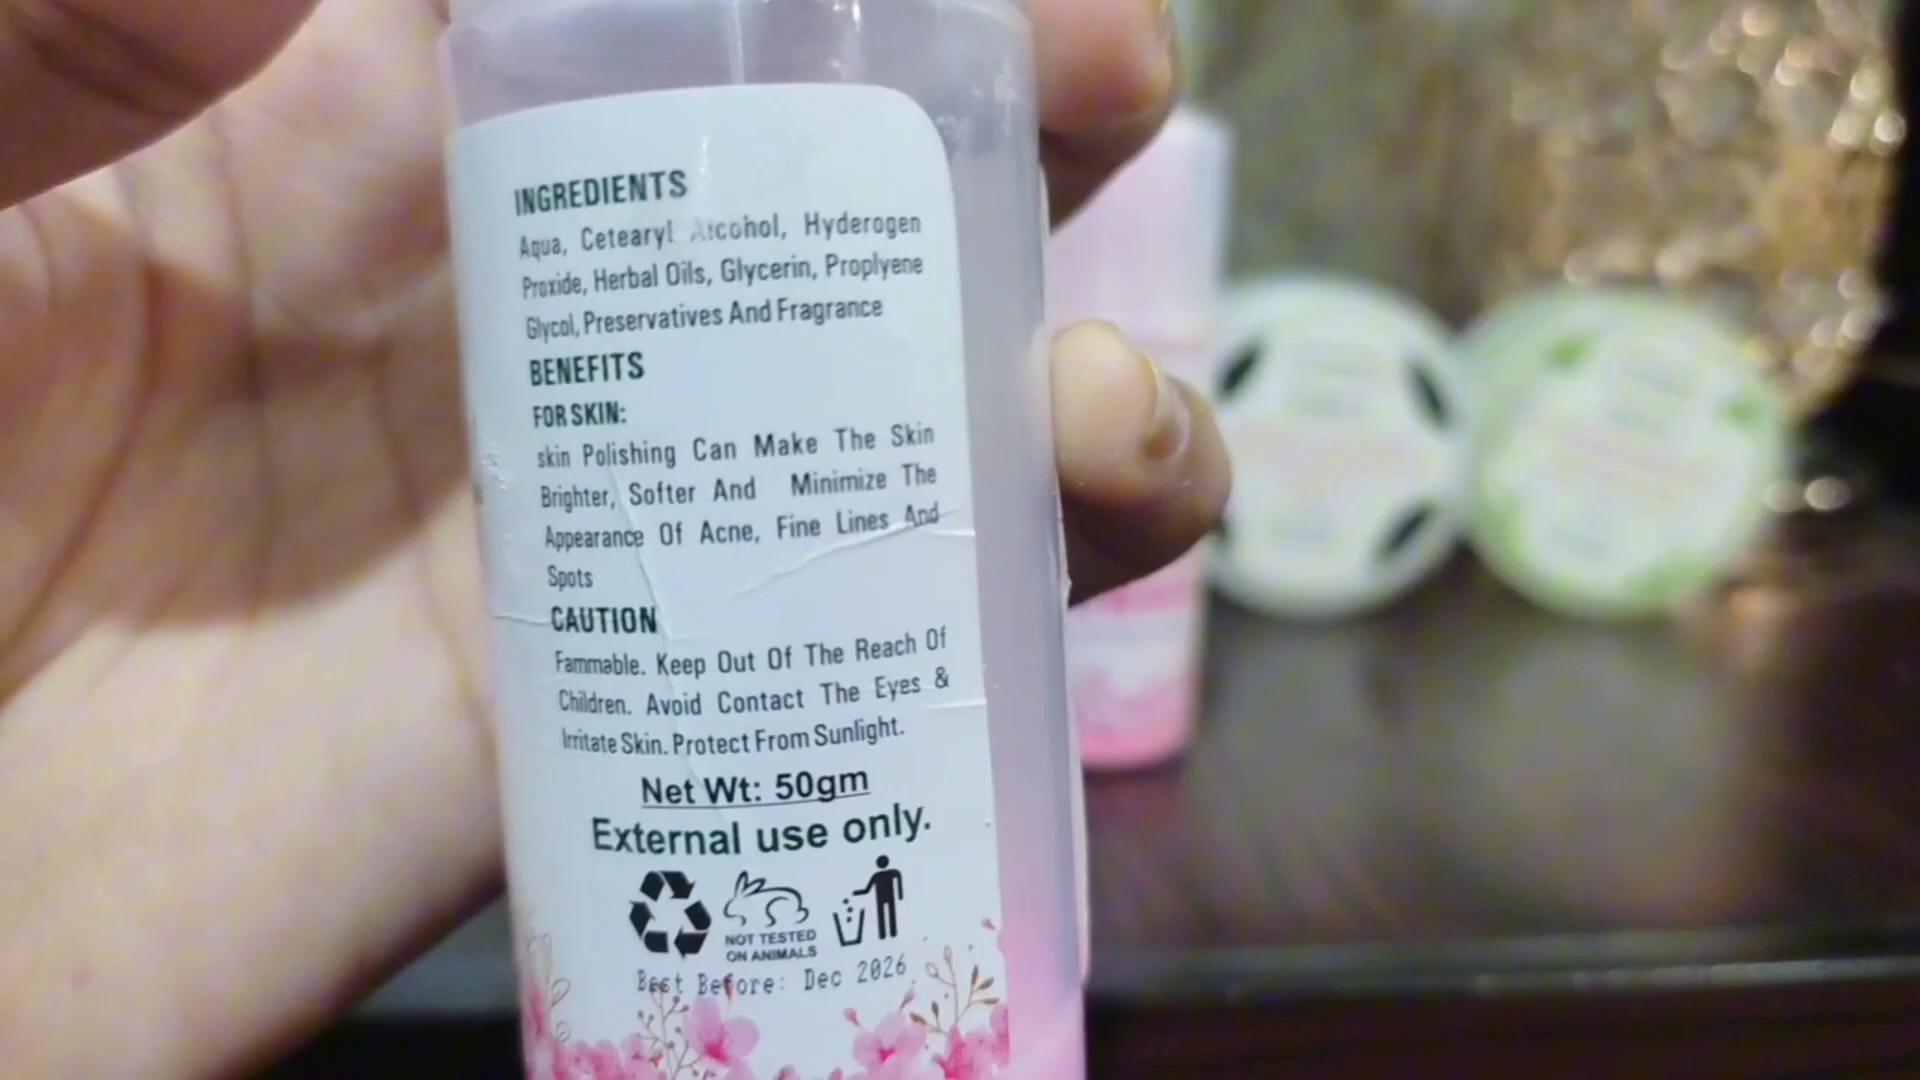 INGREDIENTS
Aqua, Cetearyl Alcohol, Hyderogen
Proxide, Herbal Oils, Glycerin, Proplyene
Glycol, Preservatives And Fragrance
BENEFITS
FOR SKIN:
skin Polishing Can Make The Skin
Brighter, Softer And Minimize The
Appearance Of Acne, Fine Lines And
Spots
CAUTION
Fammable. Keep Out Of The Reach Of
Children. Avoid Contact The Eyes &
Irritate Skin. Protect From Sunlight.
Net Wt: 50gm
External use only.
NOT TESTED
ON ANIMALS
Best Before: Dec 2026